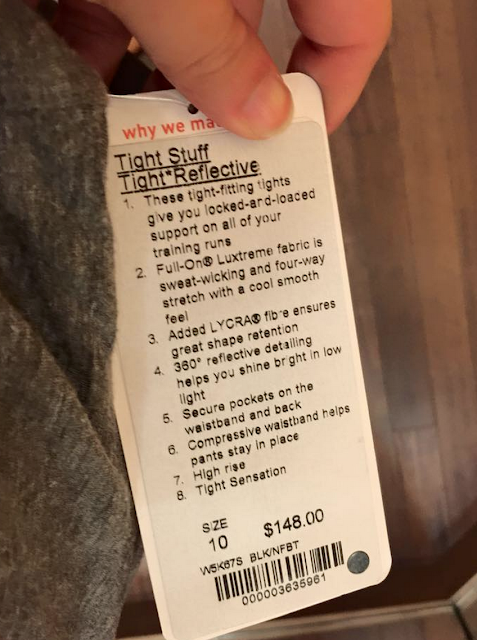 why we ma
Tight Stuff
Tight*Reflective
1. These tight-fitting tights
give you locked-and-loaded
support on all of your
training runs
2. Full-On® Luxtreme fabric is
sweat-wicking and four-way
stretch with a cool smooth
feel
3. Added LYCRA® fibre ensures
great shape retention
4. 360° reflective detailing
helps you shine bright in low
light
5. Secure pockets on the
waistband and back
6. Compressive waistband helps
pants stay in place
7. High rise
8. Tight Sensation
SIZE
10 $148.00
W5K67S BLK/NFBT
000003635961